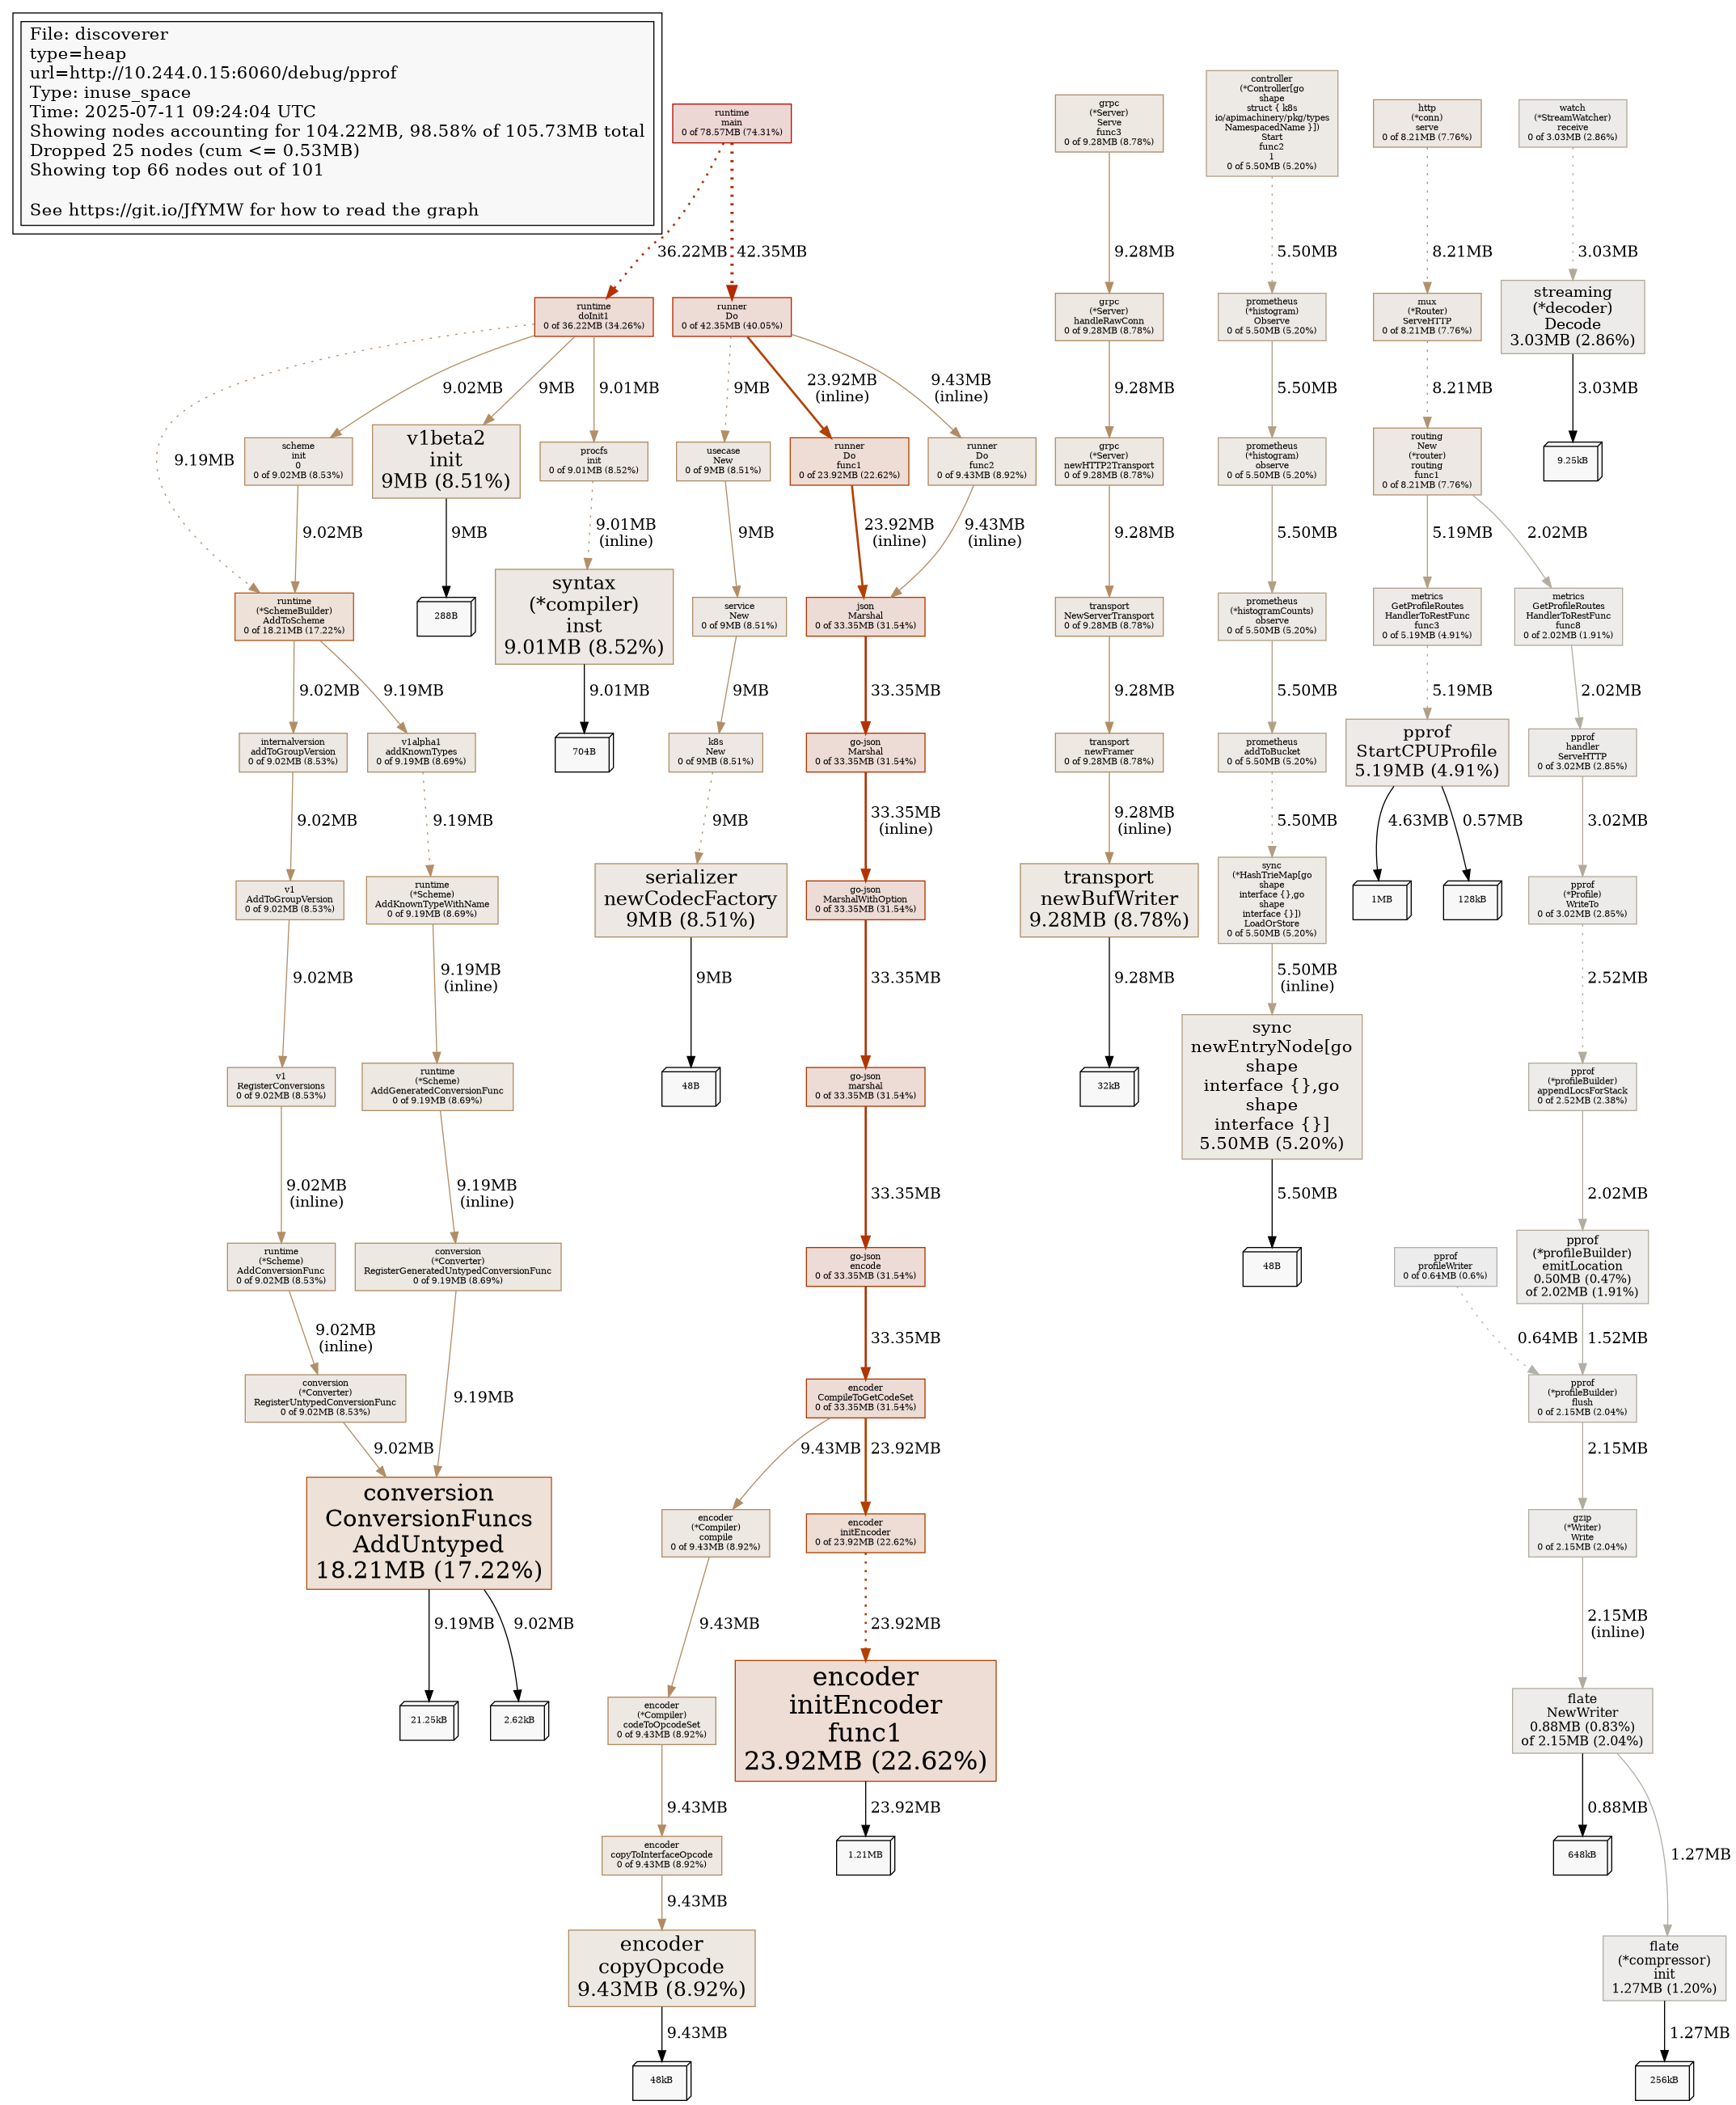 File: discoverer
type=heap
url=http://10.244.0.15:6060/debug/pprof
Type: inuse_space
Time: 2025-07-11 09:24:04 UTC
Showing nodes accounting for 104.22MB, 98.58% of 105.73MB total
Dropped 25 nodes (cum <= 0.53MB)
Showing top 66 nodes out of 101
See https://git.io/JfYMW for how to read the graph
runtime
main
0 of 78.57MB (74.31%)
grpc
(*Server)
Serve
func3
0 of 9.28MB (8.78%)
controller
(*Controller[go
shape
struct { k8s
io/apimachinery/pkg/types
NamespacedName }])
Start
func2
1
0 of 5.50MB (5.20%)
http
(*conn)
serve
0 of 8.21MB (7.76%)
watch
(*StreamWatcher)
receive
0 of 3.03MB (2.86%)
36.22MB
42.35MB
9.28MB
5.50MB
8.21MB
3.03MB
runtime
doInit1
0 of 36.22MB (34.26%)
runner
Do
0 of 42.35MB (40.05%)
grpc
(*Server)
handleRawConn
0 of 9.28MB (8.78%)
prometheus
(*histogram)
Observe
0 of 5.50MB (5.20%)
mux
(*Router)
ServeHTTP
0 of 8.21MB (7.76%)
streaming
(*decoder)
Decode
3.03MB (2.86%)
9.02MB
9MB
9.01MB
9MB
23.92MB
(inline)
9.43MB
(inline)
9.28MB
5.50MB
8.21MB
3.03MB
9.19MB
scheme
init
0
0 of 9.02MB (8.53%)
v1beta2
init
9MB (8.51%)
procfs
init
0 of 9.01MB (8.52%)
usecase
New
0 of 9MB (8.51%)
runner
Do
func1
0 of 23.92MB (22.62%)
runner
Do
func2
0 of 9.43MB (8.92%)
grpc
(*Server)
newHTTP2Transport
0 of 9.28MB (8.78%)
prometheus
(*histogram)
observe
0 of 5.50MB (5.20%)
routing
New
(*router)
routing
func1
0 of 8.21MB (7.76%)
9.25kB
9.02MB
9MB
9.01MB
(inline)
9MB
23.92MB
(inline)
9.43MB
(inline)
9.28MB
5.50MB
5.19MB
2.02MB
runtime
(*SchemeBuilder)
AddToScheme
0 of 18.21MB (17.22%)
288B
syntax
(*compiler)
inst
9.01MB (8.52%)
service
New
0 of 9MB (8.51%)
json
Marshal
0 of 33.35MB (31.54%)
transport
NewServerTransport
0 of 9.28MB (8.78%)
prometheus
(*histogramCounts)
observe
0 of 5.50MB (5.20%)
metrics
GetProfileRoutes
HandlerToRestFunc
func3
0 of 5.19MB (4.91%)
metrics
GetProfileRoutes
HandlerToRestFunc
func8
0 of 2.02MB (1.91%)
9.02MB
9.19MB
9.01MB
9MB
33.35MB
9.28MB
5.50MB
5.19MB
2.02MB
internalversion
addToGroupVersion
0 of 9.02MB (8.53%)
v1alpha1
addKnownTypes
0 of 9.19MB (8.69%)
704B
k8s
New
0 of 9MB (8.51%)
go-json
Marshal
0 of 33.35MB (31.54%)
transport
newFramer
0 of 9.28MB (8.78%)
prometheus
addToBucket
0 of 5.50MB (5.20%)
pprof
StartCPUProfile
5.19MB (4.91%)
pprof
handler
ServeHTTP
0 of 3.02MB (2.85%)
9.02MB
9.19MB
9MB
33.35MB
(inline)
9.28MB
(inline)
5.50MB
4.63MB
0.57MB
3.02MB
v1
AddToGroupVersion
0 of 9.02MB (8.53%)
runtime
(*Scheme)
AddKnownTypeWithName
0 of 9.19MB (8.69%)
serializer
newCodecFactory
9MB (8.51%)
go-json
MarshalWithOption
0 of 33.35MB (31.54%)
transport
newBufWriter
9.28MB (8.78%)
sync
(*HashTrieMap[go
shape
interface {},go
shape
interface {}])
LoadOrStore
0 of 5.50MB (5.20%)
1MB
128kB
pprof
(*Profile)
WriteTo
0 of 3.02MB (2.85%)
9.02MB
9.19MB
(inline)
9MB
33.35MB
9.28MB
5.50MB
(inline)
2.52MB
v1
RegisterConversions
0 of 9.02MB (8.53%)
runtime
(*Scheme)
AddGeneratedConversionFunc
0 of 9.19MB (8.69%)
48B
go-json
marshal
0 of 33.35MB (31.54%)
32kB
sync
newEntryNode[go
shape
interface {},go
shape
interface {}]
5.50MB (5.20%)
pprof
(*profileBuilder)
appendLocsForStack
0 of 2.52MB (2.38%)
9.02MB
(inline)
9.19MB
(inline)
33.35MB
5.50MB
2.02MB
runtime
(*Scheme)
AddConversionFunc
0 of 9.02MB (8.53%)
conversion
(*Converter)
RegisterGeneratedUntypedConversionFunc
0 of 9.19MB (8.69%)
go-json
encode
0 of 33.35MB (31.54%)
48B
pprof
profileWriter
0 of 0.64MB (0.6%)
pprof
(*profileBuilder)
emitLocation
0.50MB (0.47%)
of 2.02MB (1.91%)
9.02MB
(inline)
9.19MB
33.35MB
0.64MB
1.52MB
conversion
(*Converter)
RegisterUntypedConversionFunc
0 of 9.02MB (8.53%)
encoder
CompileToGetCodeSet
0 of 33.35MB (31.54%)
pprof
(*profileBuilder)
flush
0 of 2.15MB (2.04%)
9.02MB
9.43MB
23.92MB
2.15MB
conversion
ConversionFuncs
AddUntyped
18.21MB (17.22%)
encoder
(*Compiler)
compile
0 of 9.43MB (8.92%)
encoder
initEncoder
0 of 23.92MB (22.62%)
gzip
(*Writer)
Write
0 of 2.15MB (2.04%)
9.19MB
9.02MB
9.43MB
23.92MB
2.15MB
(inline)
21.25kB
2.62kB
encoder
(*Compiler)
codeToOpcodeSet
0 of 9.43MB (8.92%)
encoder
initEncoder
func1
23.92MB (22.62%)
flate
NewWriter
0.88MB (0.83%)
of 2.15MB (2.04%)
9.43MB
23.92MB
0.88MB
1.27MB
encoder
copyToInterfaceOpcode
0 of 9.43MB (8.92%)
1.21MB
648kB
9.43MB
encoder
copyOpcode
9.43MB (8.92%)
flate
(*compressor)
init
1.27MB (1.20%)
9.43MB
1.27MB
48kB
256kB